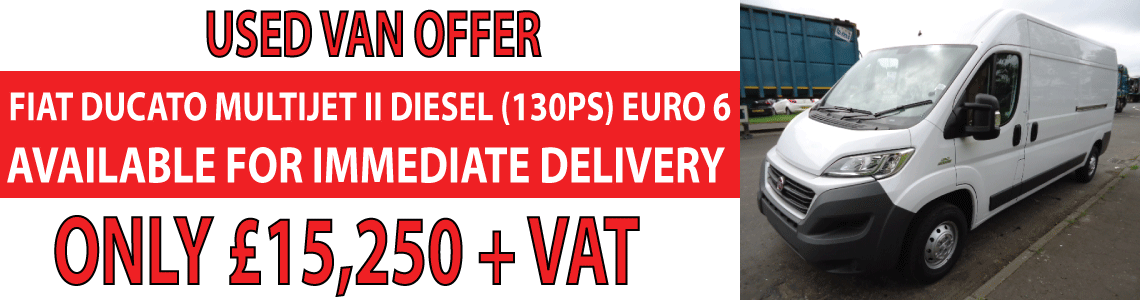 USED VAN OFFER
FIAT DUCATO MULTIJET II DIESEL (130PS) EURO 6
AVAILABLE FOR IMMEDIATE DELIVERY
ONLY £15,250 + VAT